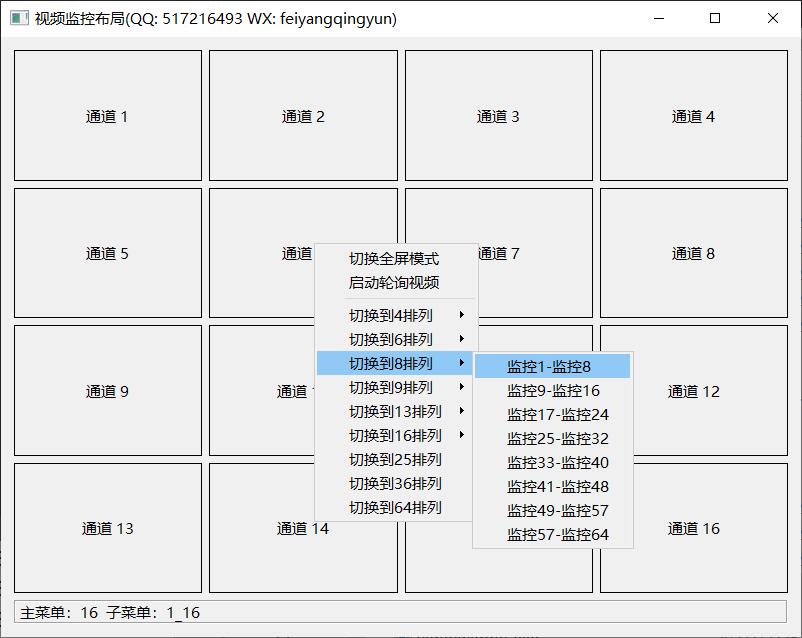 视频监控布局(QQ: 517216493 WX: feiyangqingyun)
通道 1
通道 2
通道 3
通道 4
通道 5
通道
通道 7
通道 8
切换全屏模式
启动轮询视频
切换到4排列
切换到6排列
切换到8排列
切换到9排列
切换到13排列
切换到16排列
切换到25排列
切换到36排列
切换到64排列
监控1-监控8
监控9-监控16
监控17-监控24
监控25-监控32
监控33-监控40
监控41-监控48
监控49-监控57
监控57-监控64
通道 9
通道
通道 12
通道 13
通道 14
通道 16
主菜单：16 子菜单：1_16